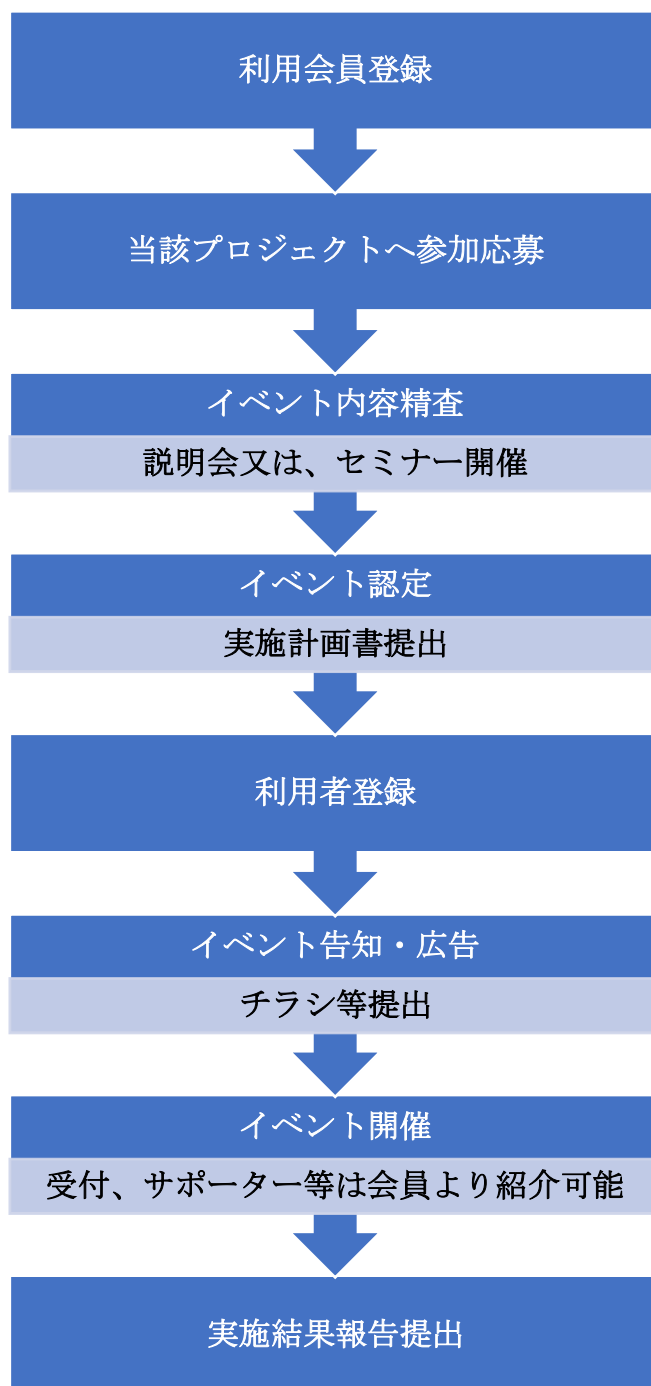 利用会員登録
当該プロジェクトへ参加応募
イベント内容精査
説明会又は、セミナー開催
イベント認定
実施計画書提出
利用者登録
イベント告知・広告
チラシ等提出
イベント開催
受付、サポーター等は会員より紹介可能
実施結果報告提出